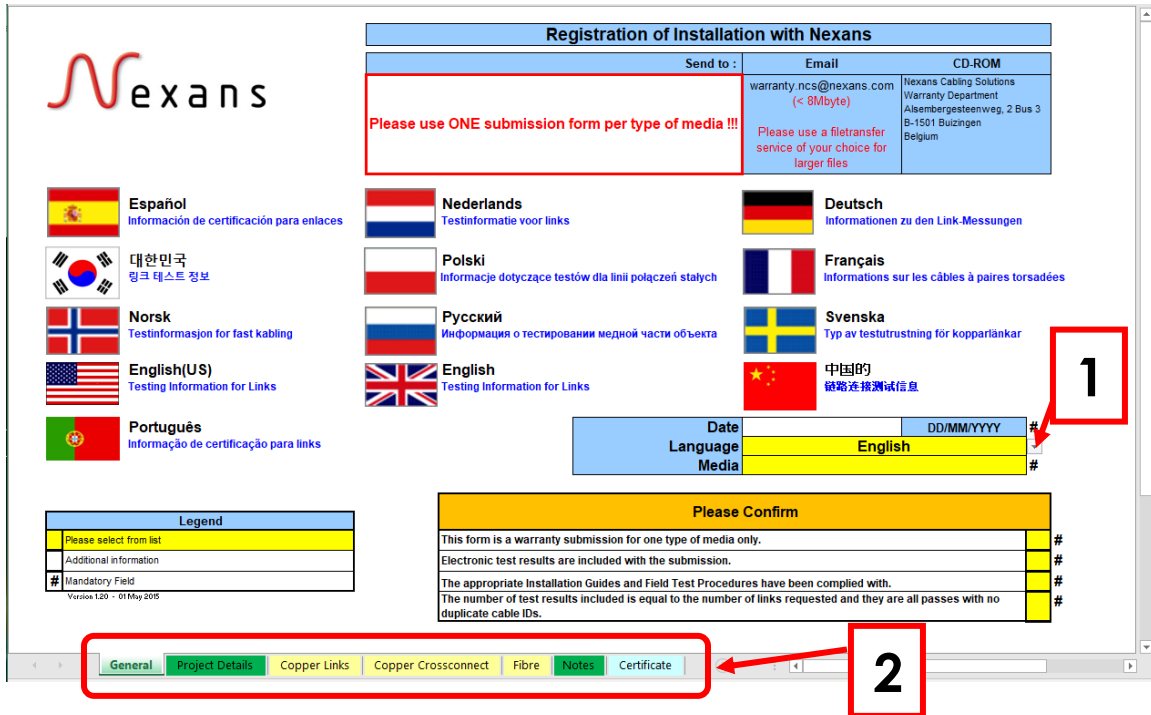 Nexans
Registration of Installation with Nexans
Send to :
Email
CD-ROM
Please use ONE submission form per type of media !!!
warranty.ncs@nexans.com
(< 8Mbyte)
Please use a filetransfer
service of your choice for
larger files
Nexans Cabling Solutions
Warranty Department
Alsembergesteenweg, 2 Bus 3
B-1501 Buizingen
Belgium
Español
Información de certificación para enlaces
Nederlands
Testinformatie voor links
Deutsch
Informationen zu den Link-Messungen
대한민국
링크 테스트 정보
Polski
Informacje dotyczące testów dla linii połączeń stałych
Français
Informations sur les câbles à paires torsadées
Norsk
Testinformasjon for fast kabling
Русский
Информация о тестировании медной части объекта
Svenska
Typ av testutrustning för kopparlänkar
English(US)
Testing Information for Links
English
Testing Information for Links
中国的
链路连接测试信息
Português
Informação de certificação para links
1
Date
DD/MM/YYYY
#
Language
English
Media
#
Legend
Please select from list
Additional information
# Mandatory Field
Version 1.20 - 01 May 2015
Please Confirm
This form is a warranty submission for one type of media only.
#
Electronic test results are included with the submission.
#
The appropriate Installation Guides and Field Test Procedures have been complied with.
#
The number of test results included is equal to the number of links requested and they are all passes with no
duplicate cable IDs.
#
General
Project Details
Copper Links
Copper Crossconnect
Fibre
Notes
Certificate
2